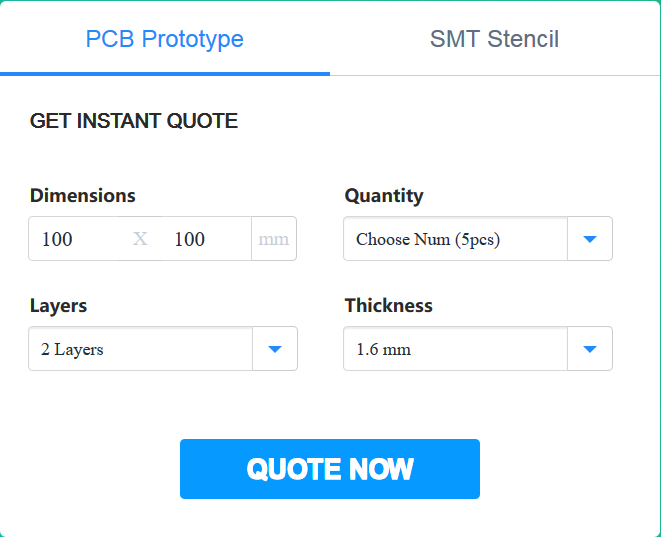 PCB Prototype SMT Stencil
GET INSTANT QUOTE
Dimensions Quantity
100 X 100 mm Choose Num (5pcs)
Layers Thickness
2 Layers 1.6 mm
QUOTE NOW